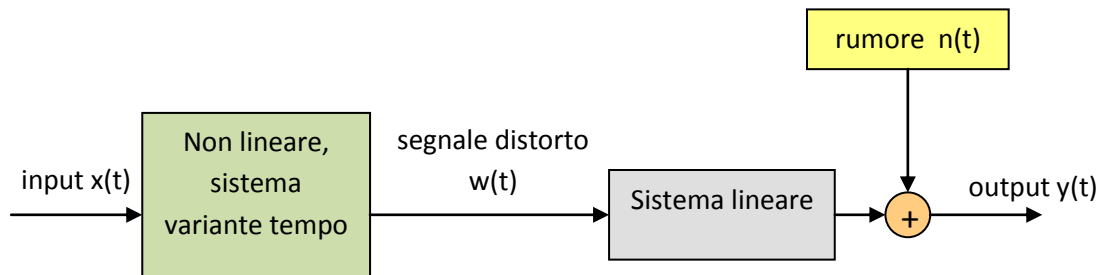 rumore n(t)
Non lineare,
sistema
variante tempo
segnale distorto
w(t)
input x(t)
Sistema lineare
output y(t)
+